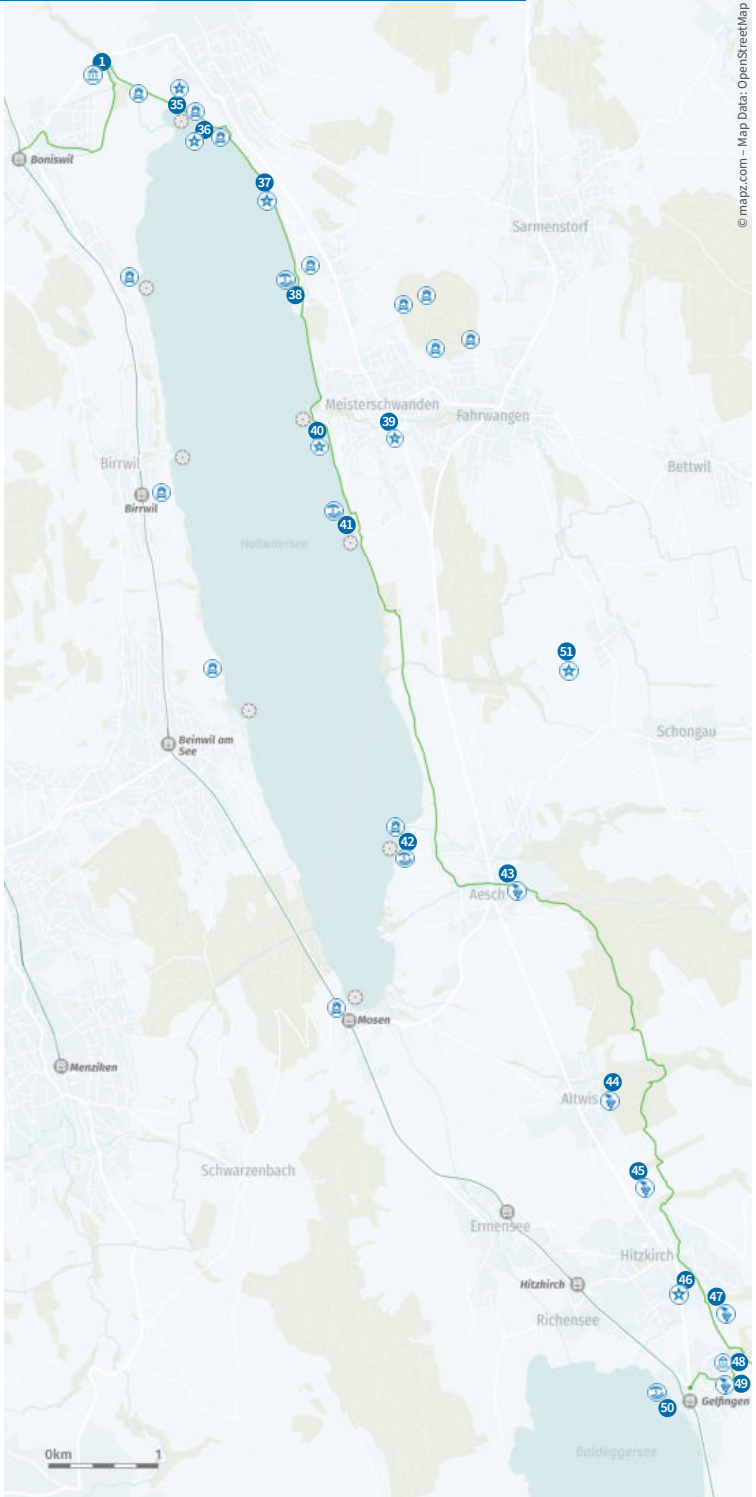 © mapz.com – Map Data: OpenStreetMap
1
35
36
Boniswil
37
Sarmenstorf
38
Meisterschwanden
39
Fahrwangen
40
Birrwil
Bettwil
Birrwil
41
Hallwilersee
51
Schongau
Beinwil am
See
42
43
Aesch
Mosen
Menziken
44
Altwis
45
Schwarzenbach
Ermensee
Hitzkirch
46
Hitzkirch
47
Richensee
48
49
Gelfingen
50
Baldeggersee
0km 1